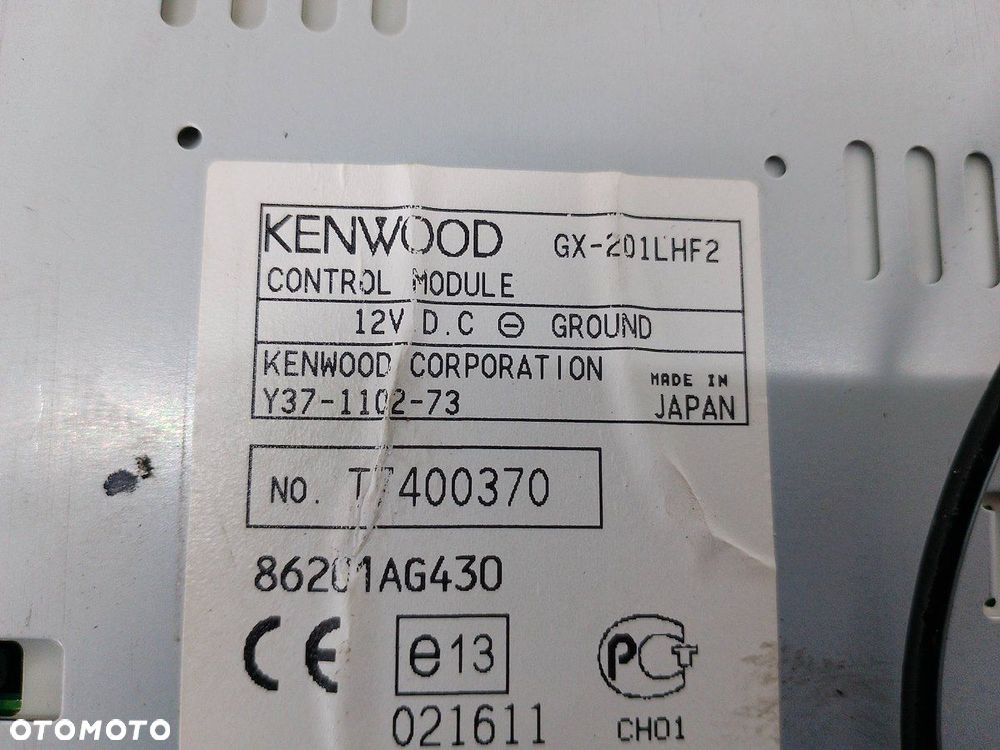 KENWOOD GX-201LHF2
CONTROL MODULE
12V D.C ⊖ GROUND
KENWOOD CORPORATION
Y37-1102-73 MADE IN JAPAN
NO.
86201AG430
CE e13 PCT
021611 CH01
OTOMOTO